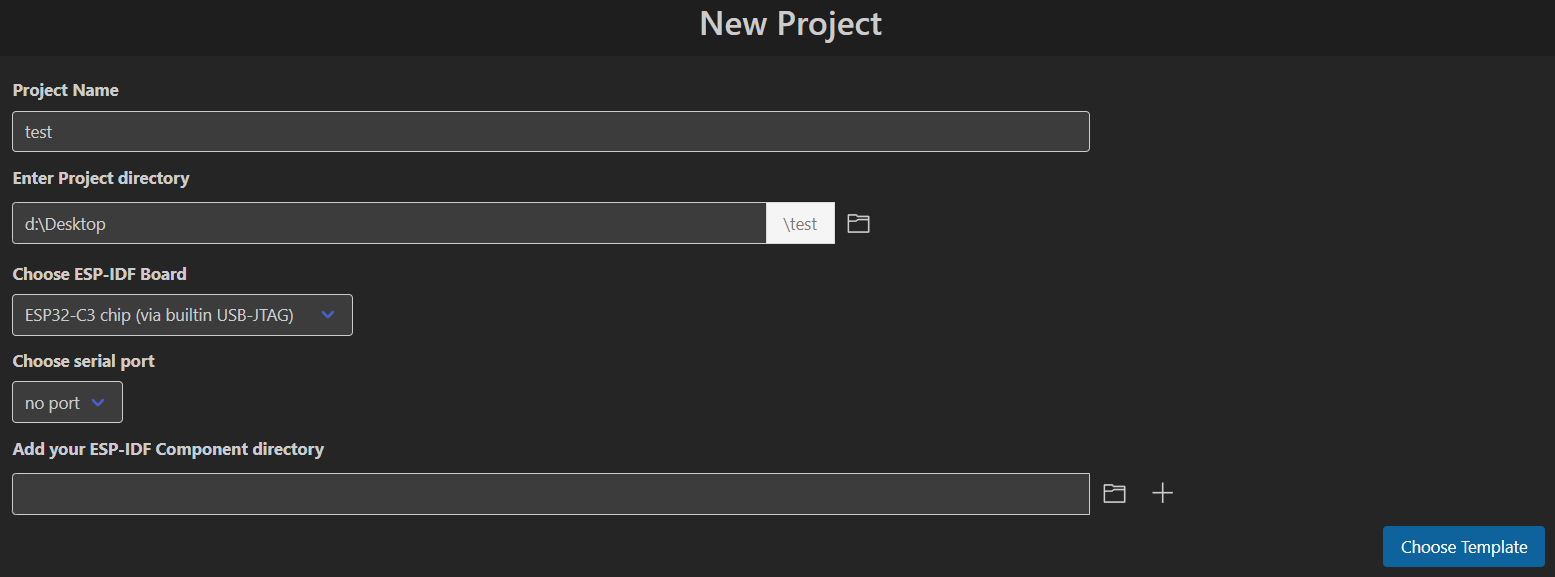 New Project
Project Name
test
Enter Project directory
d:\Desktop \test
Choose ESP-IDF Board
ESP32-C3 chip (via builtin USB-JTAG)
Choose serial port
no port
Add your ESP-IDF Component directory
Choose Template